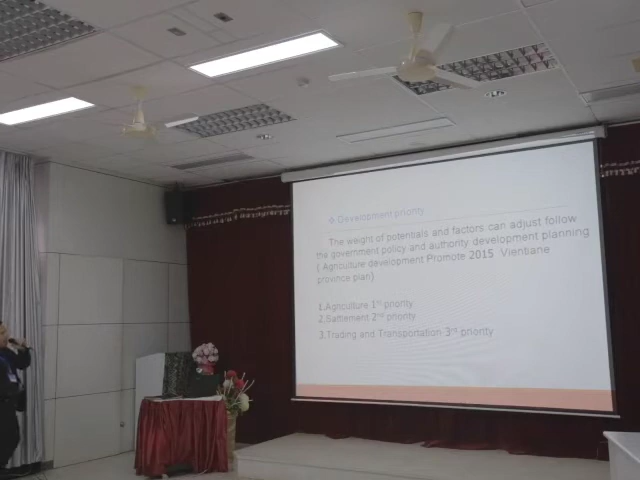 ❖ Development priority
The weight of potentials and factors can adjust follow
the government policy and authority development planning
( Agriculture development Promote 2015 Vientiane
province plan)
1.Agriculture 1st priority
2.Sattlement 2nd priority
3.Trading and Transportation 3rd priority